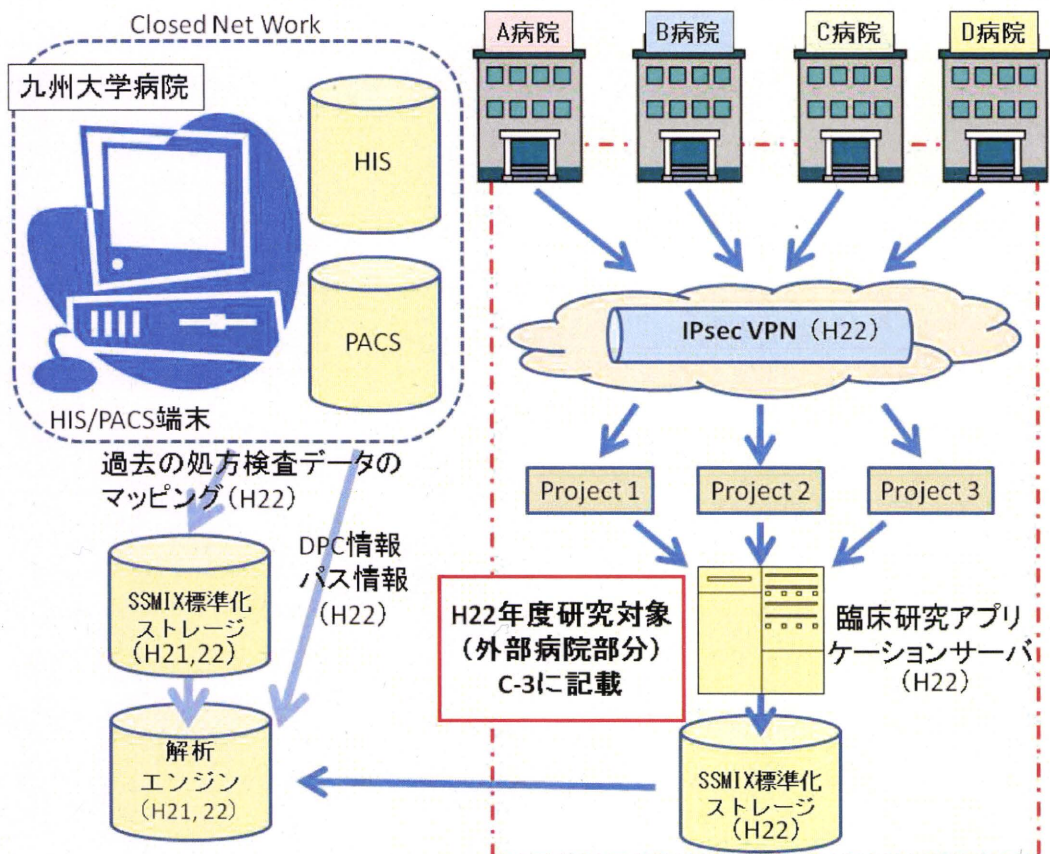 Closed Net Work
九州大学病院
HIS
PACS
HIS/PACS端末
過去の処方検査データの
マッピング(H22)
DPC情報
パス情報
(H22)
SSMIX標準化
ストレージ
(H21,22)
解析
エンジン
(H21, 22)
A病院
B病院
C病院
D病院
IPsec VPN (H22)
Project 1
Project 2
Project 3
H22年度研究対象
(外部病院部分)
C-3に記載
臨床研究アプリ
ケーションサーバ
(H22)
SSMIX標準化
ストレージ
(H22)